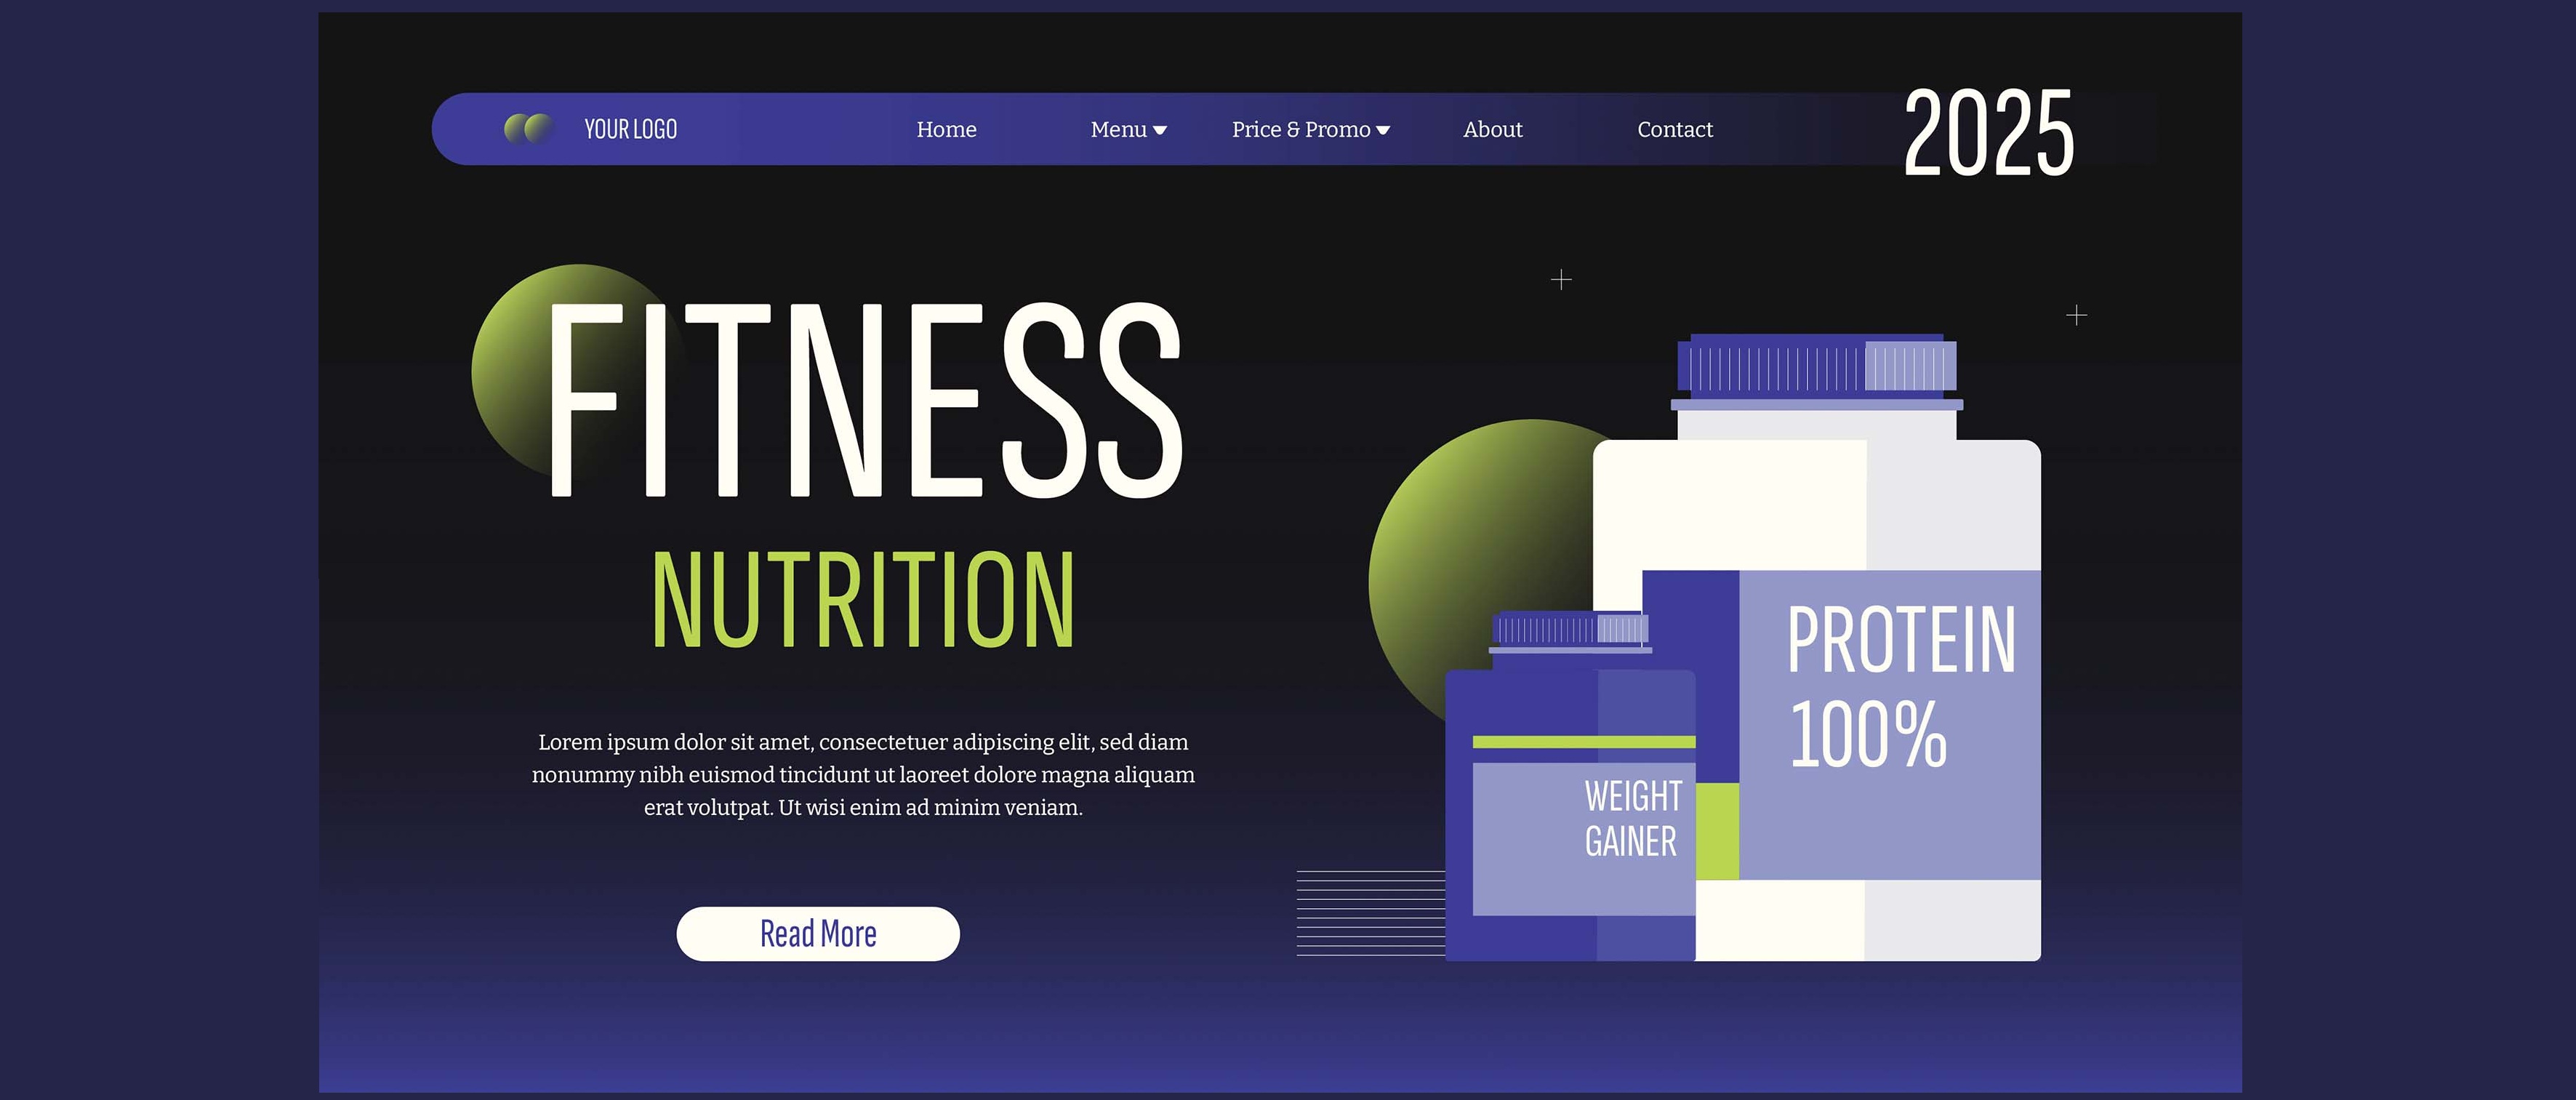 YOUR LOGO
Home
Menu
Price & Promo
About
Contact
2025
FITNESS
NUTRITION
Lorem ipsum dolor sit amet, consectetuer adipiscing elit, sed diam
nonummy nibh euismod tincidunt ut laoreet dolore magna aliquam
erat volutpat. Ut wisi enim ad minim veniam.
Read More
PROTEIN
100%
WEIGHT
GAINER